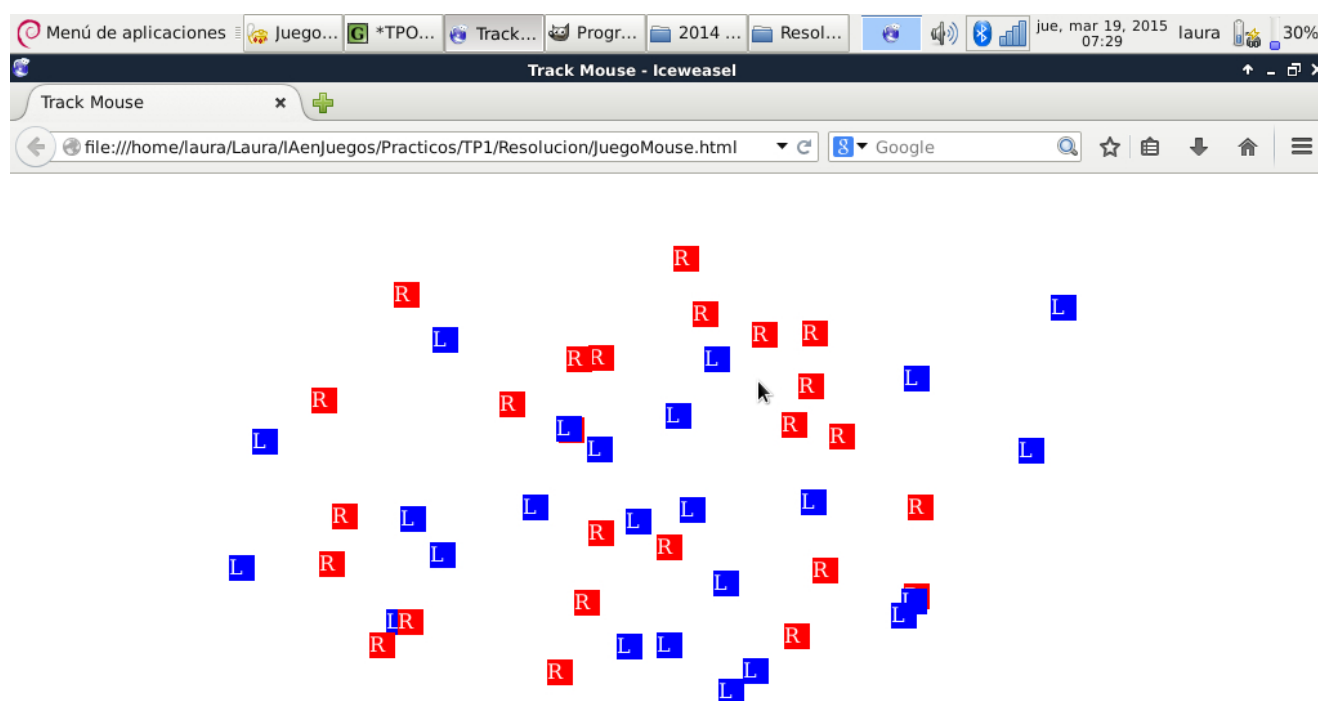 Menú de aplicaciones Juego... *TPO... Track... Progr... 2014 ... Resol... jue, mar 19, 2015 laura 30%
07:29
Track Mouse - Iceweasel
Track Mouse
file:///home/laura/Laura/IAenJuegos/Practicos/TP1/Resolucion/JuegoMouse.html Google
R
R
L
R
L
R R
R R
L
L
R
R R
L
R
L
R
L
L
L
L
R
L
L
R
R
L
L
L
R
R
L
R
L
R
L
R
L
R
L
L
L R
R
R
L
L
R
L
L